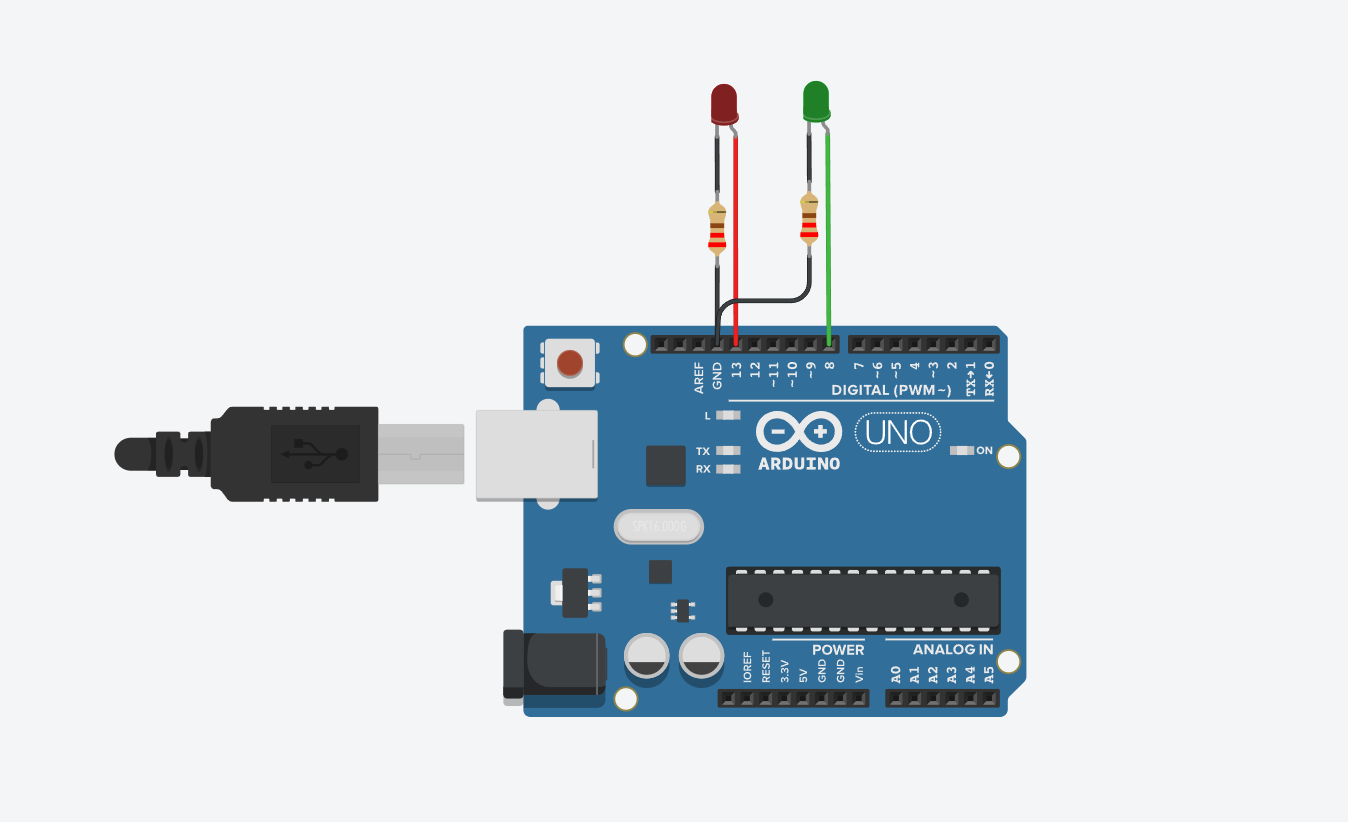 AREF
GND
13
12
~11
~10
~9
8
7
~6
~5
4
~3
2
TX→1
RX←0
DIGITAL (PWM~)
L
TX
RX
ARDUINO
UNO
ON
SPK16.000G
POWER
ANALOG IN
IOREF
RESET
3.3V
5V
GND
GND
Vin
A0
A1
A2
A3
A4
A5